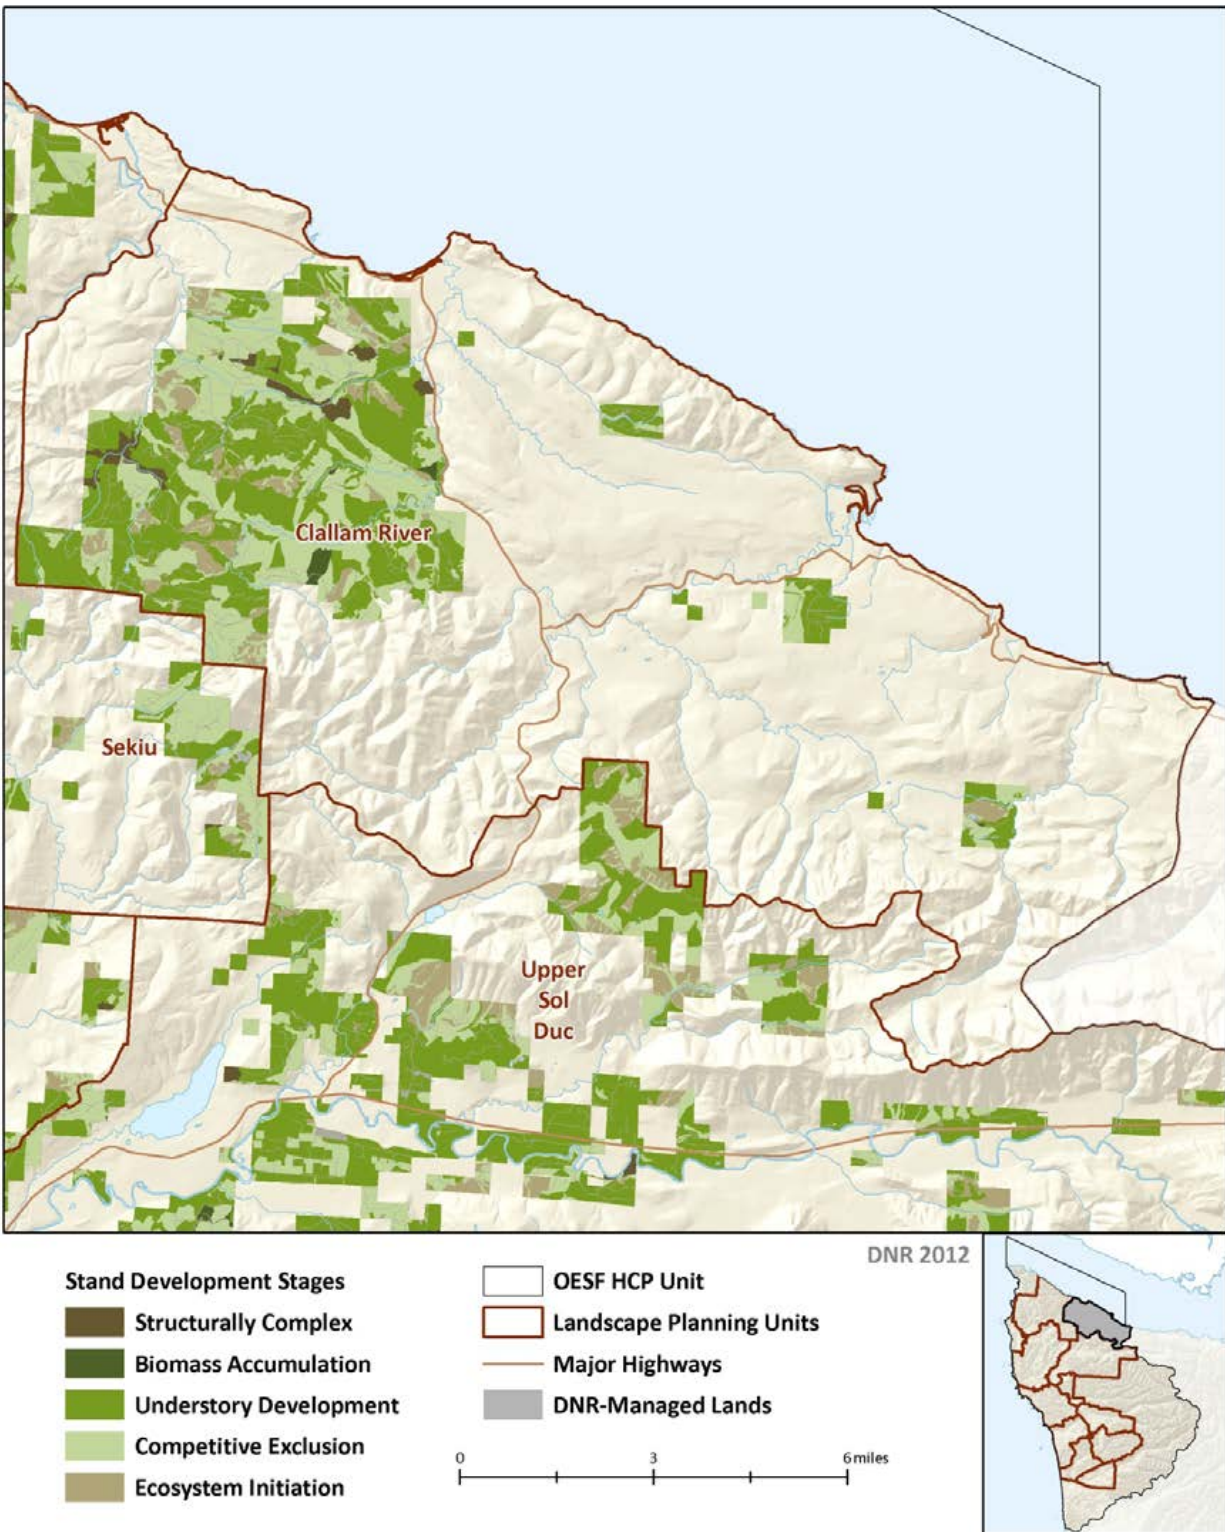 Clallam River
Sekiu
Upper
Sol
Duc
DNR 2012
Stand Development Stages
Structurally Complex
Biomass Accumulation
Understory Development
Competitive Exclusion
Ecosystem Initiation
OESF HCP Unit
Landscape Planning Units
Major Highways
DNR-Managed Lands
0 3 6 miles